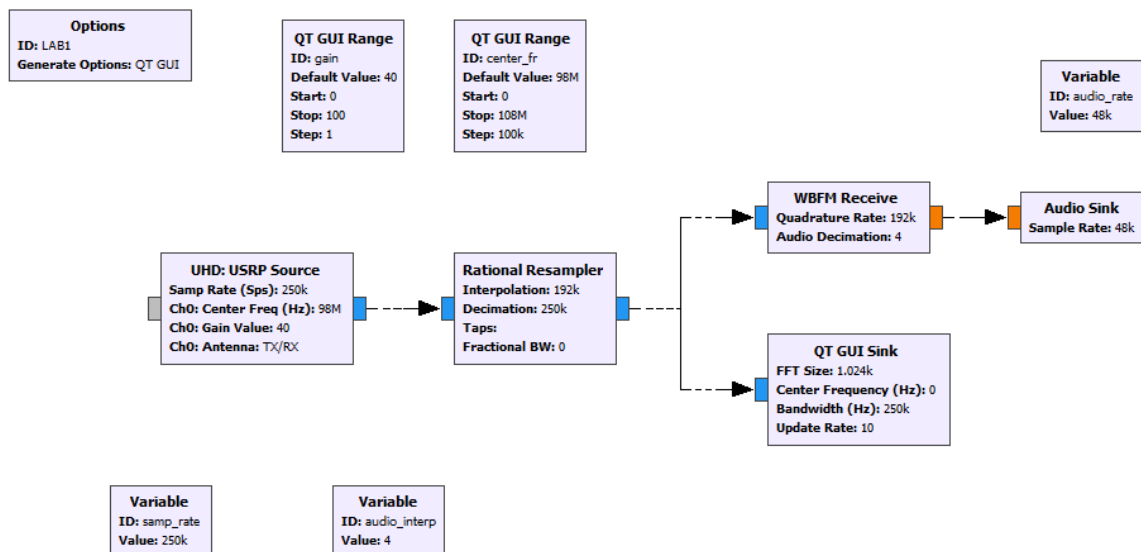 Options
ID: LAB1
Generate Options: QT GUI
QT GUI Range
ID: gain
Default Value: 40
Start: 0
Stop: 100
Step: 1
QT GUI Range
ID: center_fr
Default Value: 98M
Start: 0
Stop: 108M
Step: 100k
Variable
ID: audio_rate
Value: 48k
WBFM Receive
Quadrature Rate: 192k
Audio Decimation: 4
Audio Sink
Sample Rate: 48k
UHD: USRP Source
Samp Rate (Sps): 250k
Ch0: Center Freq (Hz): 98M
Ch0: Gain Value: 40
Ch0: Antenna: TX/RX
Rational Resampler
Interpolation: 192k
Decimation: 250k
Taps:
Fractional BW: 0
QT GUI Sink
FFT Size: 1.024k
Center Frequency (Hz): 0
Bandwidth (Hz): 250k
Update Rate: 10
Variable
ID: samp_rate
Value: 250k
Variable
ID: audio_interp
Value: 4